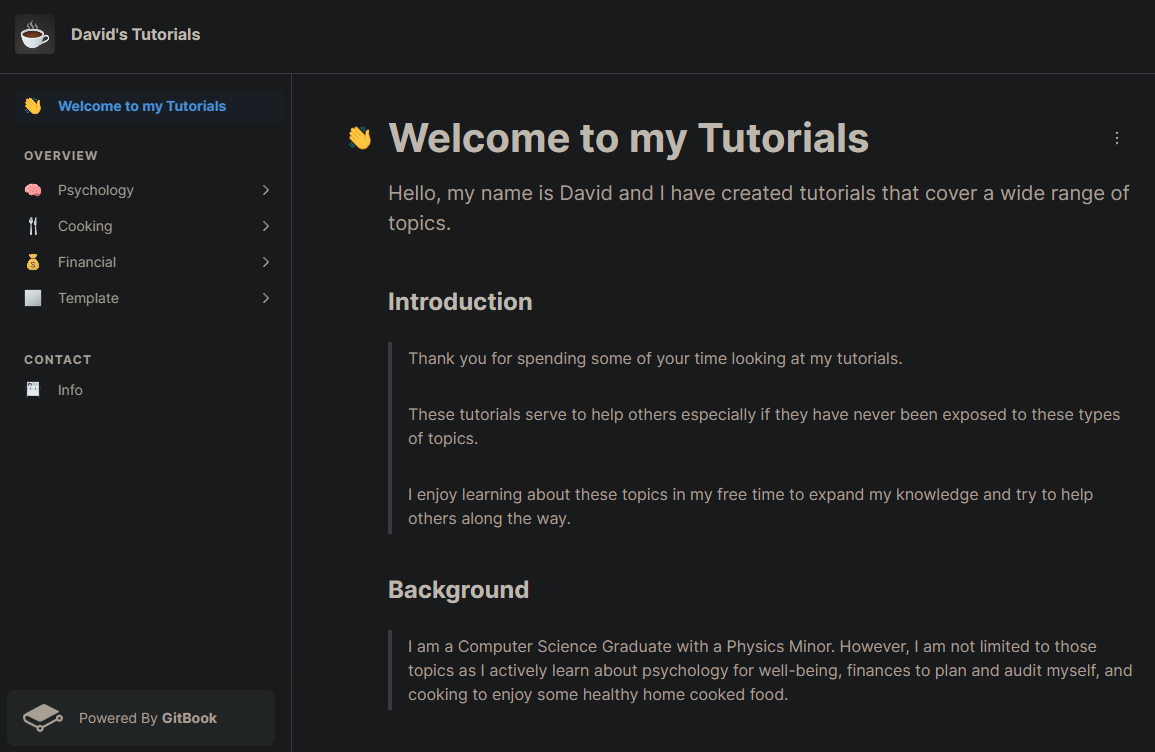 David's Tutorials
Welcome to my Tutorials
OVERVIEW
Psychology
Cooking
Financial
Template
CONTACT
Info
Powered By GitBook
Welcome to my Tutorials
Hello, my name is David and I have created tutorials that cover a wide range of
topics.
Introduction
Thank you for spending some of your time looking at my tutorials.
These tutorials serve to help others especially if they have never been exposed to these types
of topics.
I enjoy learning about these topics in my free time to expand my knowledge and try to help
others along the way.
Background
I am a Computer Science Graduate with a Physics Minor. However, I am not limited to those
topics as I actively learn about psychology for well-being, finances to plan and audit myself, and
cooking to enjoy some healthy home cooked food.